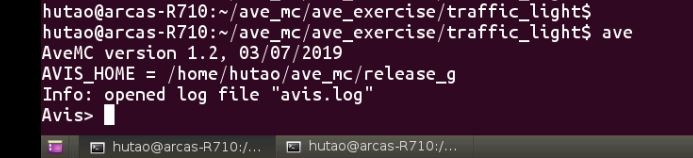 hutao@arcas-R710:~/ave_mc/ave_exercise/traffic_light$
hutao@arcas-R710:~/ave_mc/ave_exercise/traffic_light$ ave
AveMC version 1.2, 03/07/2019
AVIS_HOME = /home/hutao/ave_mc/release_g
Info: opened log file "avis.log"
Avis>
hutao@arcas-R710:/... hutao@arcas-R710:/...